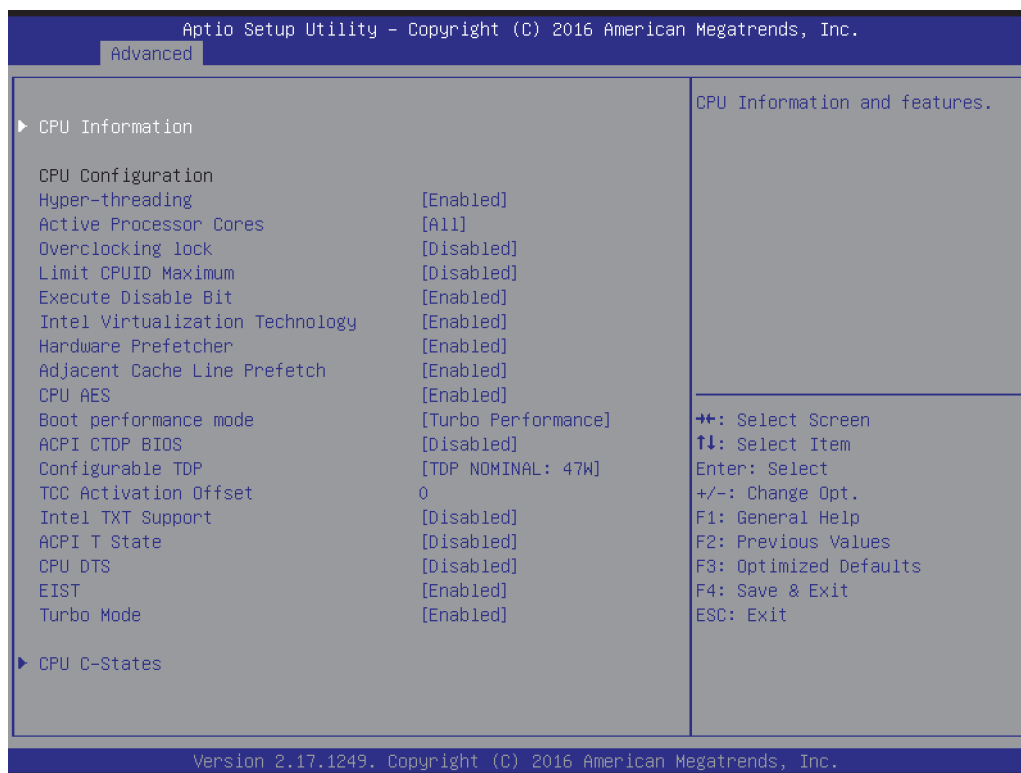 Aptio Setup Utility – Copyright (C) 2016 American Megatrends, Inc.
Advanced
▶ CPU Information
CPU Configuration
Hyper-threading [Enabled]
Active Processor Cores [All]
Overclocking lock [Disabled]
Limit CPUID Maximum [Disabled]
Execute Disable Bit [Enabled]
Intel Virtualization Technology [Enabled]
Hardware Prefetcher [Enabled]
Adjacent Cache Line Prefetch [Enabled]
CPU AES [Enabled]
Boot performance mode [Turbo Performance]
ACPI CTDP BIOS [Disabled]
Configurable TDP [TDP NOMINAL: 47W]
TCC Activation Offset 0
Intel TXT Support [Disabled]
ACPI T State [Disabled]
CPU DTS [Disabled]
EIST [Enabled]
Turbo Mode [Enabled]
▶ CPU C-States
CPU Information and features.
→←: Select Screen
↑↓: Select Item
Enter: Select
+/-: Change Opt.
F1: General Help
F2: Previous Values
F3: Optimized Defaults
F4: Save & Exit
ESC: Exit
Version 2.17.1249. Copyright (C) 2016 American Megatrends, Inc.